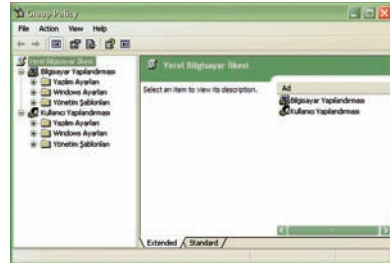 Group Policy
File Action View Help
Yerel Bilgisayar İlkesi
Bilgisayar Yapılandırması
Yazılım Ayarları
Windows Ayarları
Yönetim Şablonları
Kullanıcı Yapılandırması
Yazılım Ayarları
Windows Ayarları
Yönetim Şablonları
Yerel Bilgisayar İlkesi
Select an item to view its description.
Ad
Bilgisayar Yapılandırması
Kullanıcı Yapılandırması
Extended Standard